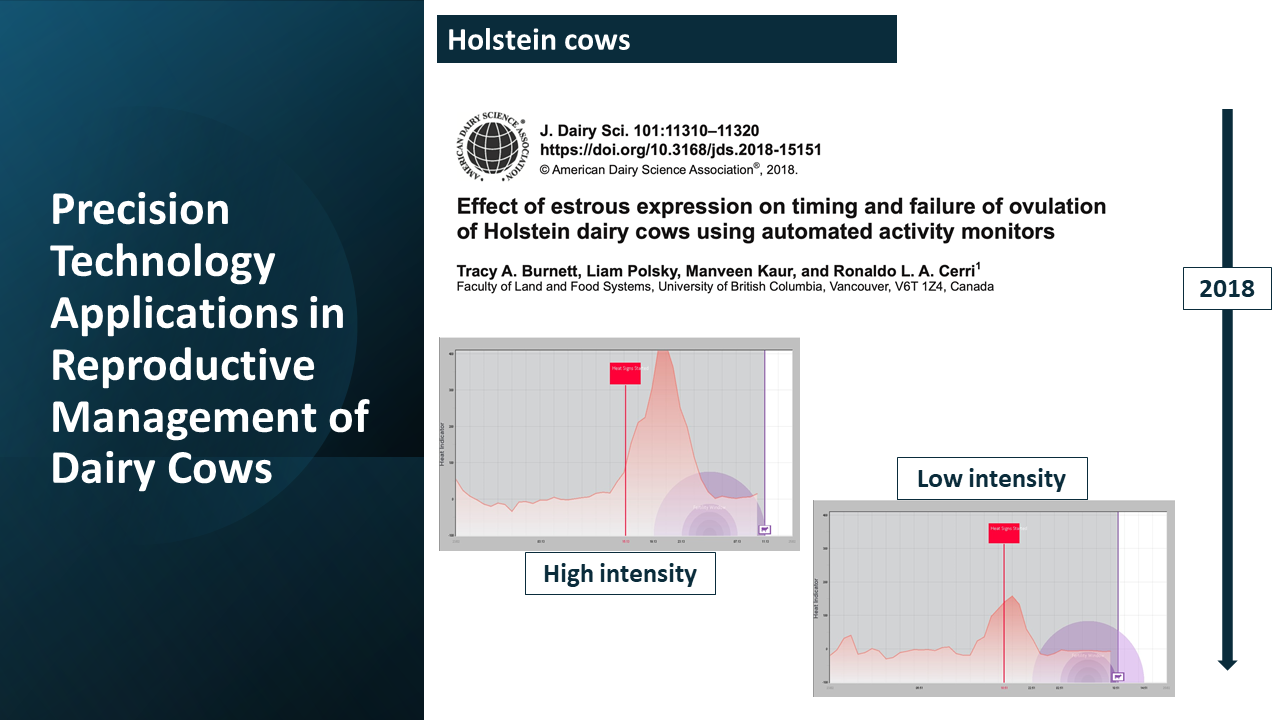 Precision
Technology
Applications in
Reproductive
Management of
Dairy Cows
Holstein cows
AMERICAN DAIRY SCIENCE ASSOCIATION
J. Dairy Sci. 101:11310–11320
https://doi.org/10.3168/jds.2018-15151
© American Dairy Science Association®, 2018.
Effect of estrous expression on timing and failure of ovulation
of Holstein dairy cows using automated activity monitors
Tracy A. Burnett, Liam Polsky, Manveen Kaur, and Ronaldo L. A. Cerri1
Faculty of Land and Food Systems, University of British Columbia, Vancouver, V6T 1Z4, Canada
2018
Heat Signs Started
Heat Indicator
High intensity
Low intensity
Heat Signs Started
Heat Indicator